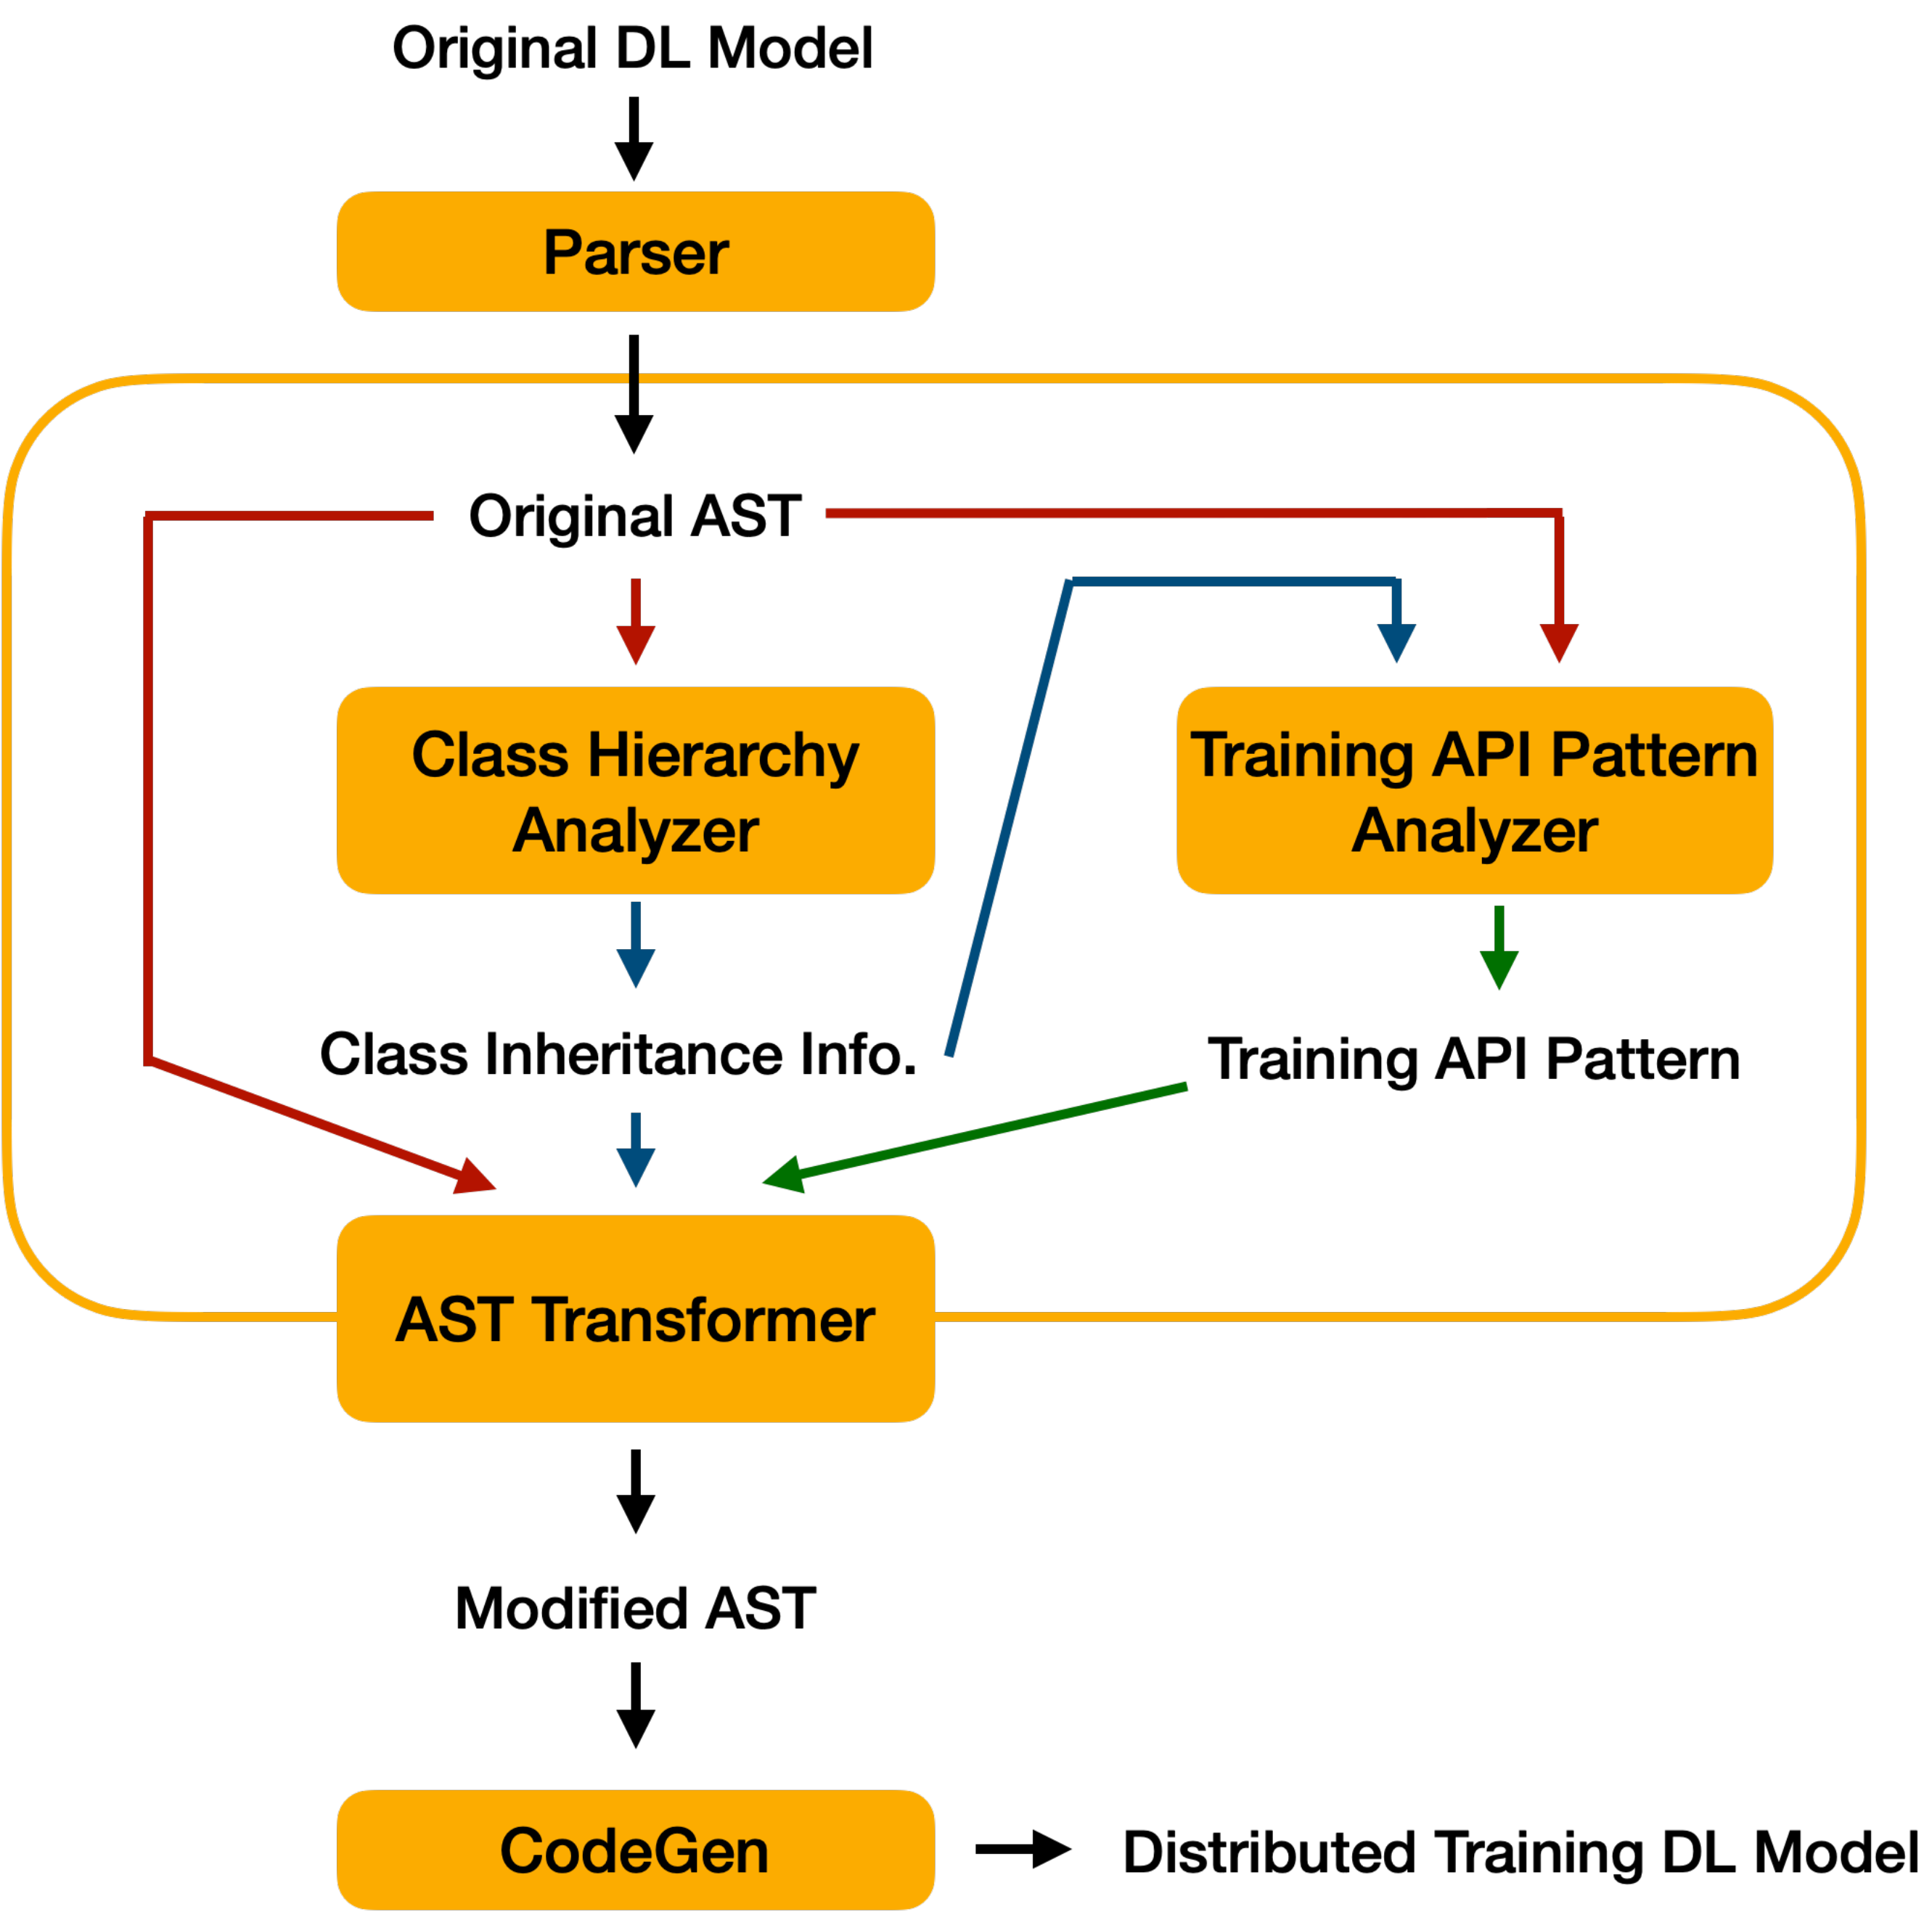 Original DL Model
Parser
Original AST
Class Hierarchy
Analyzer
Training API Pattern
Analyzer
Class Inheritance Info.
Training API Pattern
AST Transformer
Modified AST
CodeGen
Distributed Training DL Model